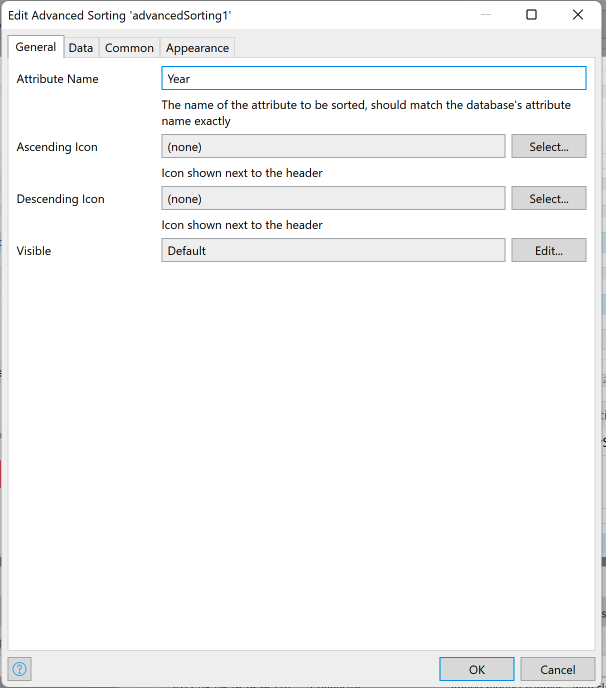 Edit Advanced Sorting 'advancedSorting1'
General Data Common Appearance
Attribute Name Year
The name of the attribute to be sorted, should match the database's attribute
name exactly
Ascending Icon (none) Select...
Icon shown next to the header
Descending Icon (none) Select...
Icon shown next to the header
Visible Default Edit...
? OK Cancel